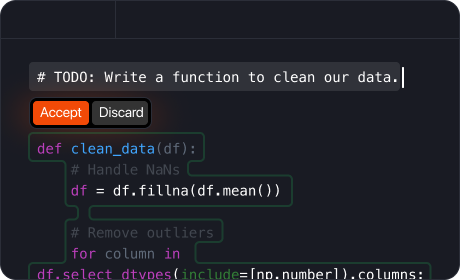 # TODO: Write a function to clean our data.
Accept Discard
def clean_data(df):
# Handle NaNs
df = df.fillna(df.mean())
# Remove outliers
for column in
df.select_dtypes(include=[np.number]).columns: